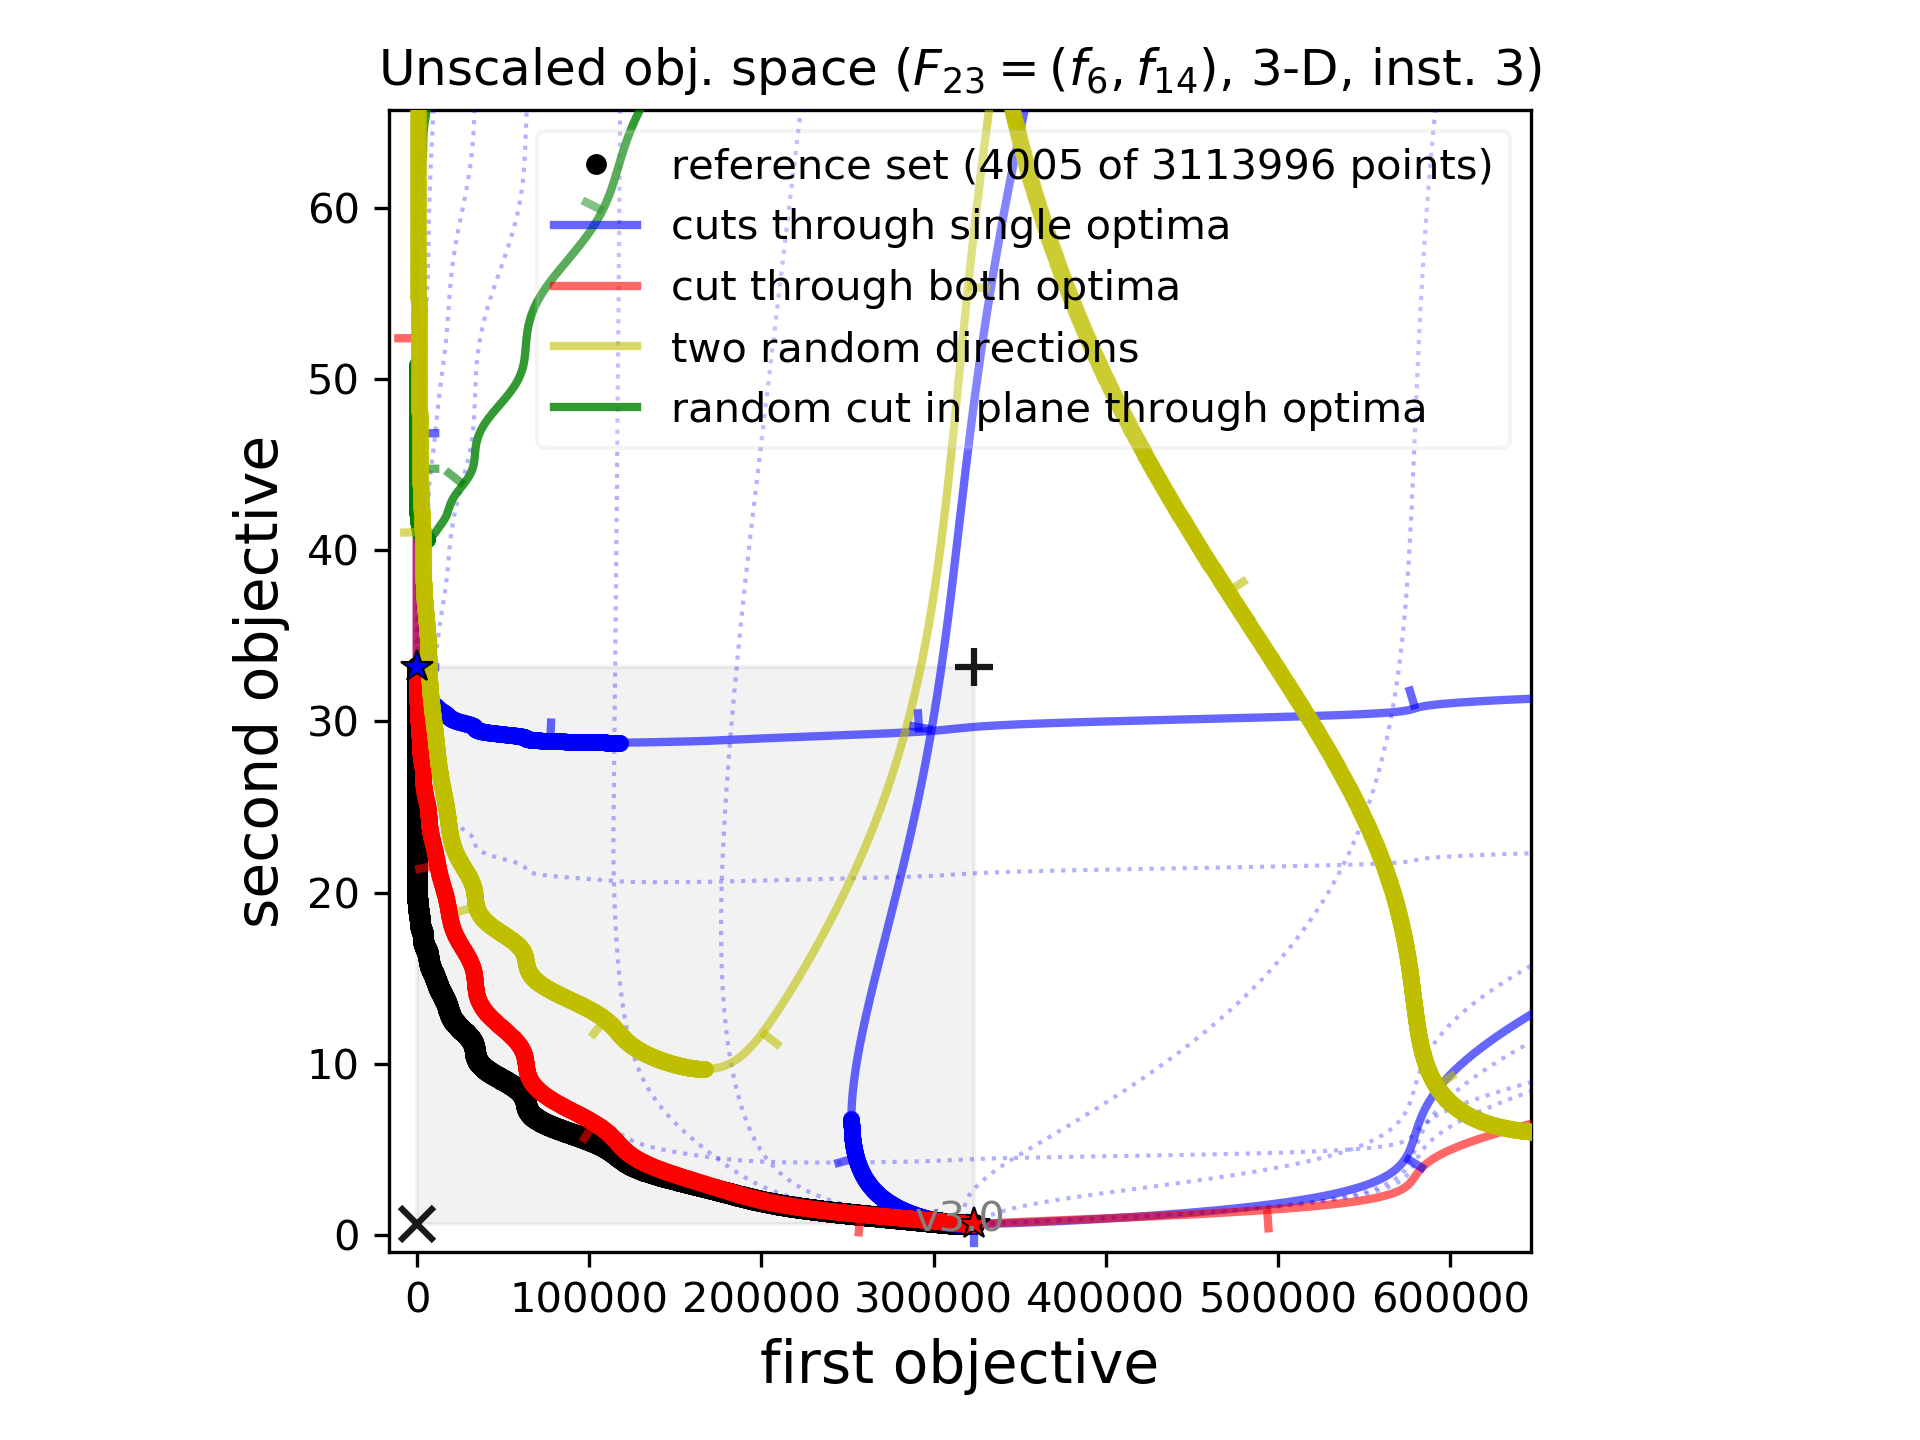 Unscaled obj. space (F₂₃ = (f₆, f₁₄), 3-D, inst. 3)
reference set (4005 of 3113996 points)
cuts through single optima
cut through both optima
two random directions
random cut in plane through optima
second objective
60
50
40
30
20
10
0
v3.0
0 100000 200000 300000 400000 500000 600000
first objective